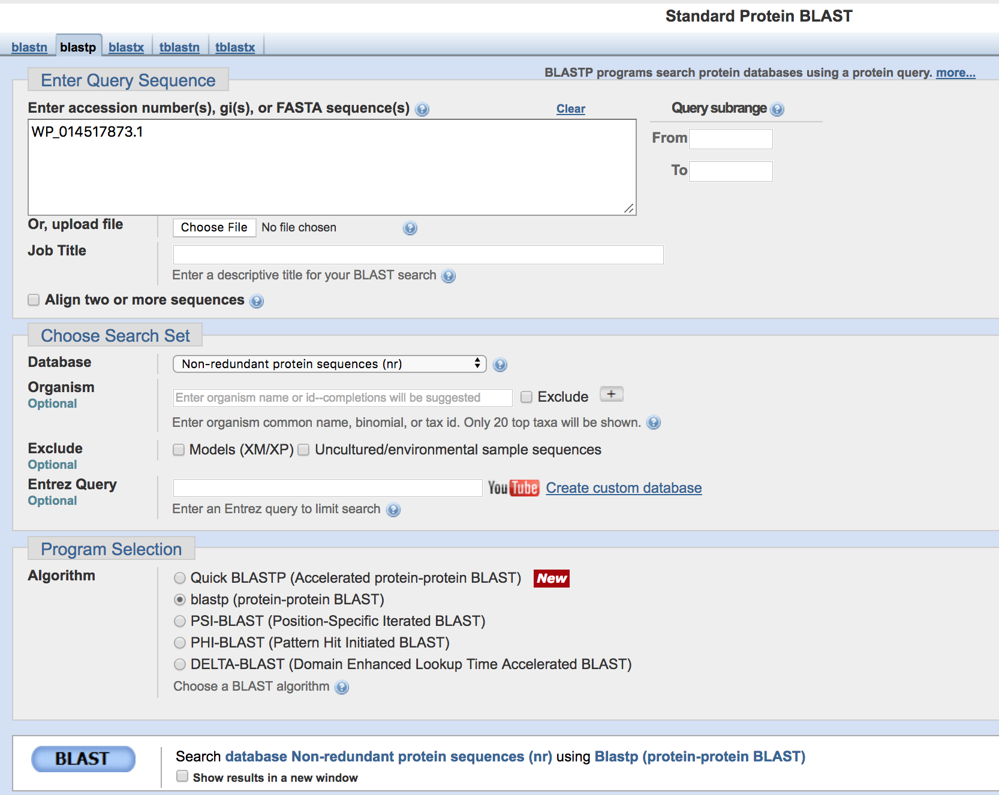 Standard Protein BLAST
blastn blastp blastx tblastn tblastx
BLASTP programs search protein databases using a protein query. more...
Enter Query Sequence
Enter accession number(s), gi(s), or FASTA sequence(s) Clear Query subrange
WP_014517873.1
From
To
Or, upload file Choose File No file chosen
Job Title
Enter a descriptive title for your BLAST search
Align two or more sequences
Choose Search Set
Database Non-redundant protein sequences (nr)
Organism
Optional
Enter organism name or id--completions will be suggested Exclude +
Enter organism common name, binomial, or tax id. Only 20 top taxa will be shown.
Exclude Models (XM/XP) Uncultured/environmental sample sequences
Optional
Entrez Query YouTube Create custom database
Optional
Enter an Entrez query to limit search
Program Selection
Algorithm
Quick BLASTP (Accelerated protein-protein BLAST) New
blastp (protein-protein BLAST)
PSI-BLAST (Position-Specific Iterated BLAST)
PHI-BLAST (Pattern Hit Initiated BLAST)
DELTA-BLAST (Domain Enhanced Lookup Time Accelerated BLAST)
Choose a BLAST algorithm
BLAST Search database Non-redundant protein sequences (nr) using Blastp (protein-protein BLAST)
Show results in a new window